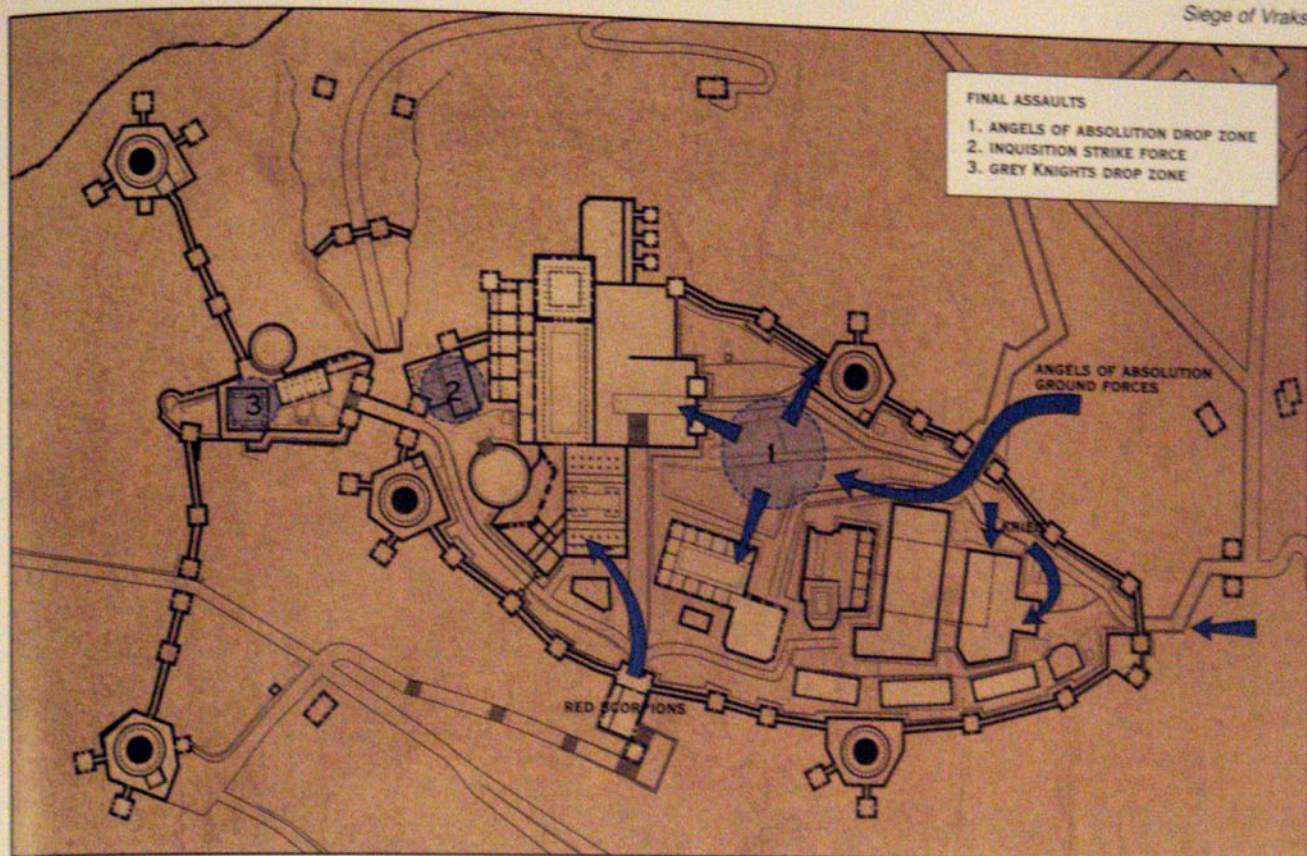 Siege of Vraks
FINAL ASSAULTS
1. ANGELS OF ABSOLUTION DROP ZONE
2. INQUISITION STRIKE FORCE
3. GREY KNIGHTS DROP ZONE
ANGELS OF ABSOLUTION
GROUND FORCES
3
2
1
RED SCORPIONS